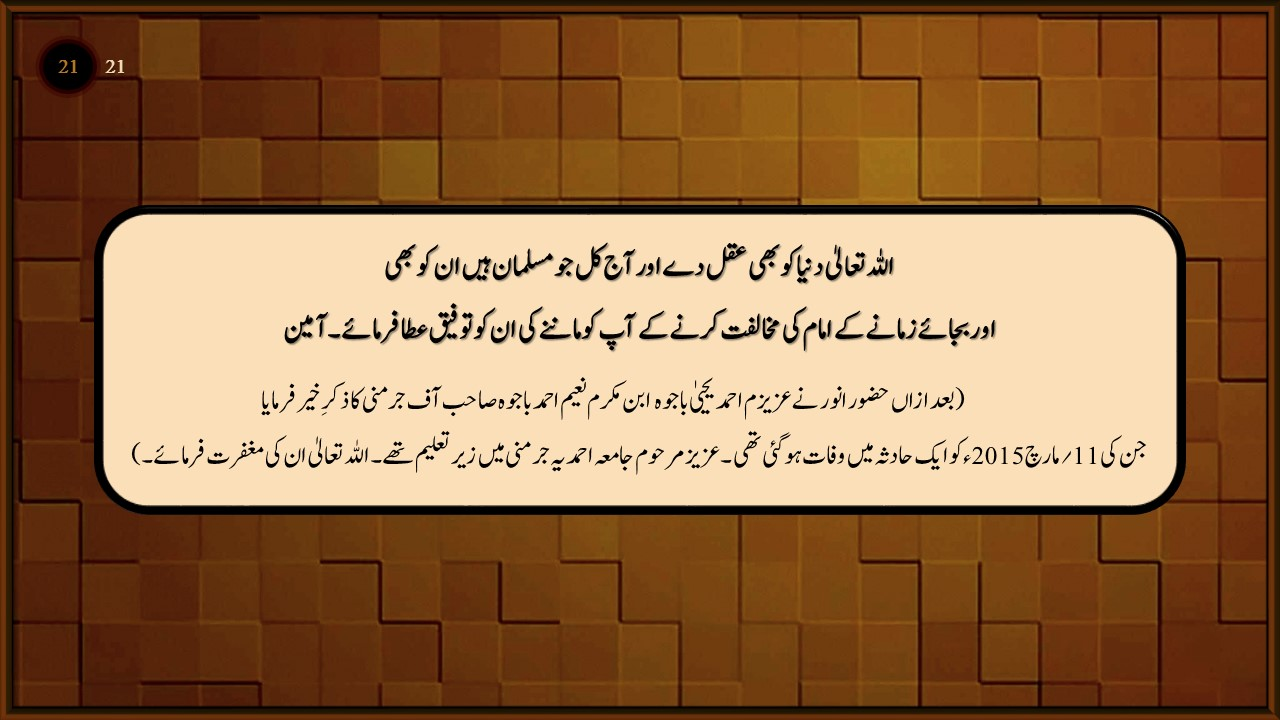 21 21
اللہ تعالیٰ دنیا کو بھی عقل دے اور آج کل جو مسلمان ہیں ان کو بھی
اور بجائے زمانے کے امام کی مخالفت کرنے کے آپ کو ماننے کی ان کو توفیق عطا فرمائے۔ آمین
(بعد ازاں حضور انور نے عزیزم احمد یحییٰ باجوہ ابن مکرم نعیم احمد باجوہ صاحب آف جرمنی کا ذکرِ خیر فرمایا
جن کی 11؍مارچ 2015ء کو ایک حادثہ میں وفات ہو گئی تھی۔ عزیز مرحوم جامعہ احمدیہ جرمنی میں زیر تعلیم تھے۔ اللہ تعالیٰ ان کی مغفرت فرمائے۔)